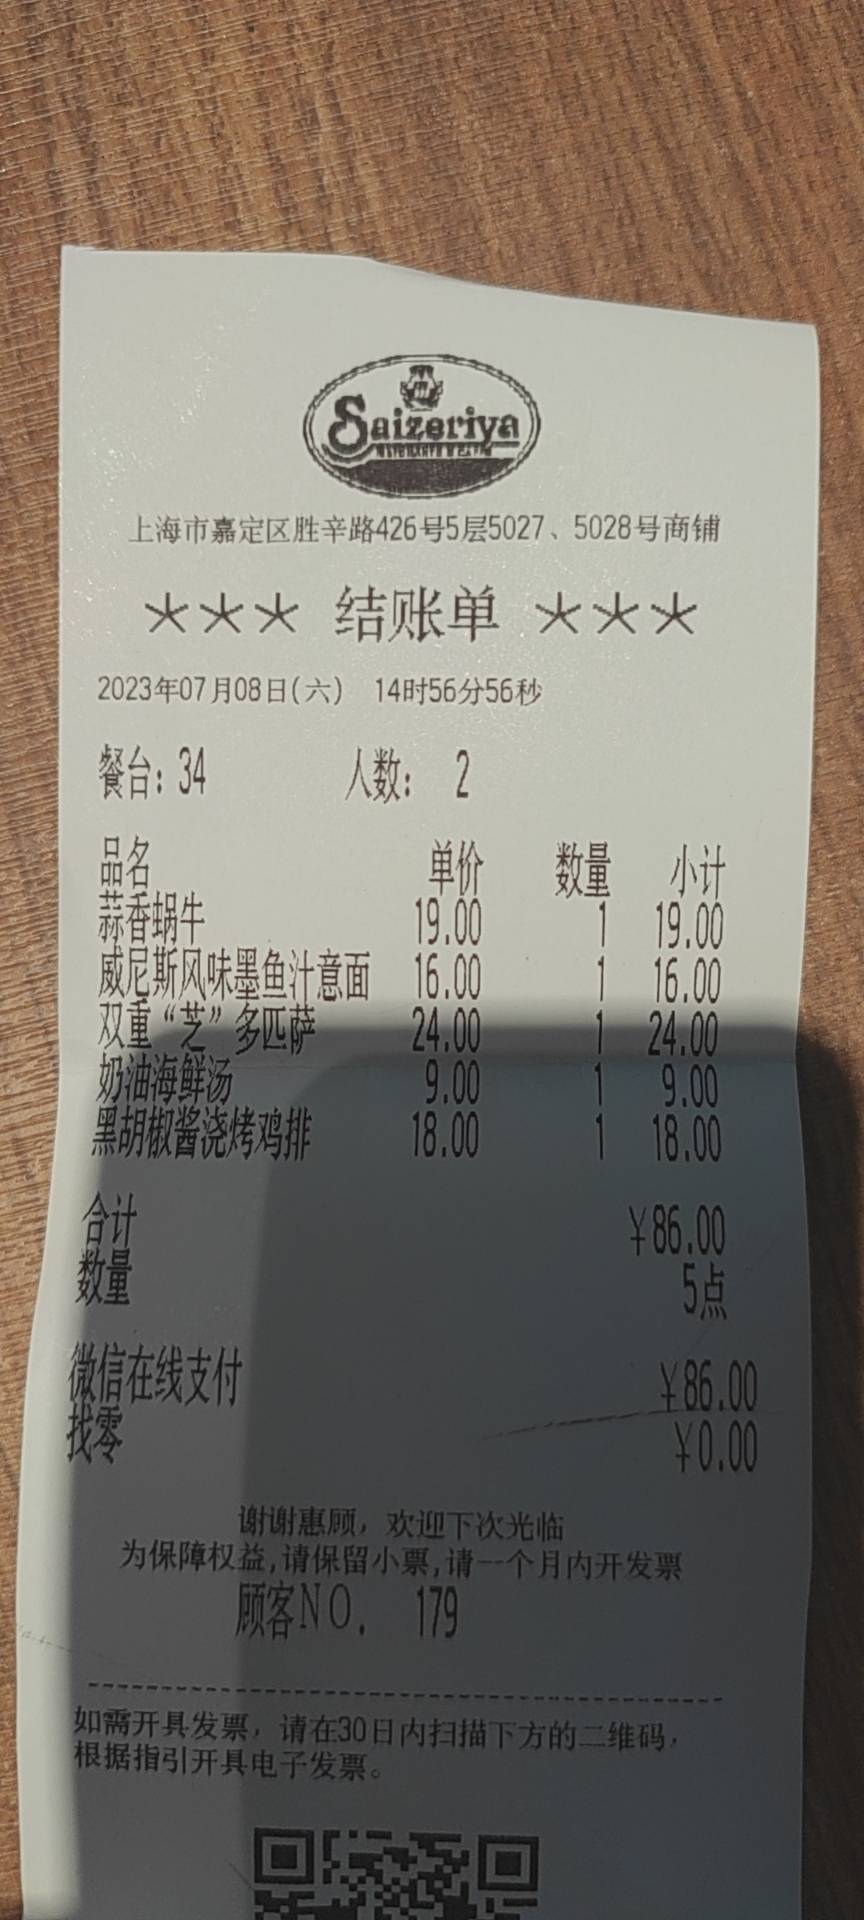 Saizeriya
上海市嘉定区胜辛路426号5层5027、5028号商铺
*** 结账单 ***
2023年07月08日(六) 14时56分56秒
餐台: 34 人数: 2
品名 单价 数量 小计
蒜香蜗牛 19.00 1 19.00
威尼斯风味墨鱼汁意面 16.00 1 16.00
双重“芝”多匹萨 24.00 1 24.00
奶油海鲜汤 9.00 1 9.00
黑胡椒酱浇烤鸡排 18.00 1 18.00
合计 ¥86.00
数量 5点
微信在线支付 ¥86.00
找零 ¥0.00
谢谢惠顾，欢迎下次光临
为保障权益,请保留小票,请一个月内开发票
顾客NO. 179
如需开具发票，请在30日内扫描下方的二维码，
根据指引开具电子发票。